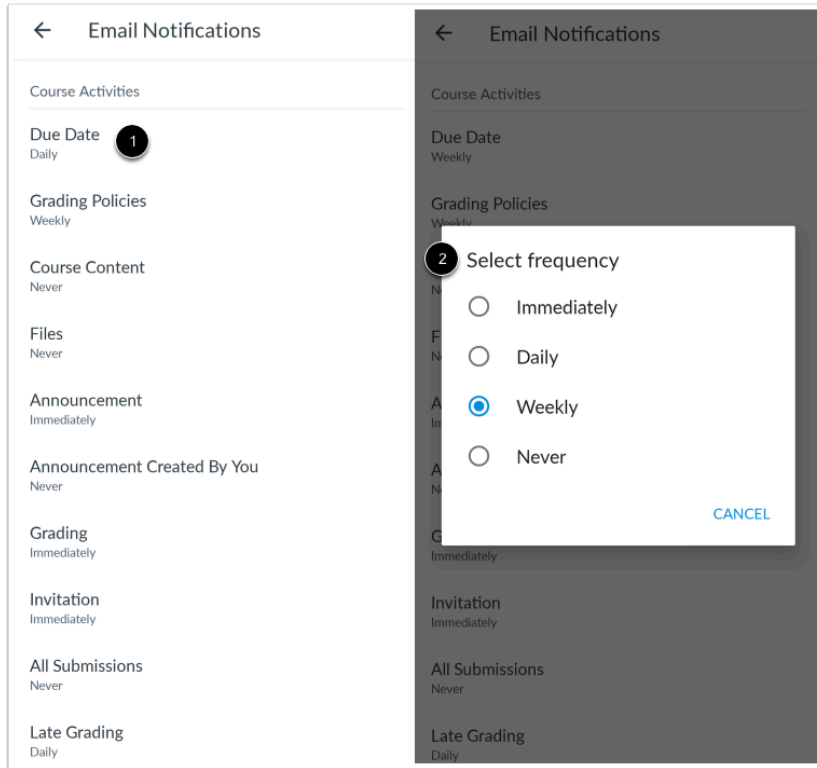 Email Notifications
Course Activities
Due Date
1
Daily
Grading Policies
Weekly
Course Content
Never
Files
Never
Announcement
Immediately
Announcement Created By You
Never
Grading
Immediately
Invitation
Immediately
All Submissions
Never
Late Grading
Daily
Email Notifications
Course Activities
Due Date
Weekly
Grading Policies
Weekly
2
Select frequency
Immediately
Daily
Weekly
Never
CANCEL
Immediately
Invitation
Immediately
All Submissions
Never
Late Grading
Daily